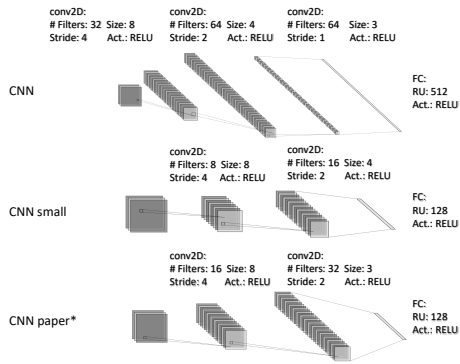 conv2D:
# Filters: 32 Size: 8
Stride: 4 Act.: RELU
conv2D:
# Filters: 64 Size: 4
Stride: 2 Act.: RELU
conv2D:
# Filters: 64 Size: 3
Stride: 1 Act.: RELU
CNN
FC:
RU: 512
Act.: RELU
conv2D:
# Filters: 8 Size: 8
Stride: 4 Act.: RELU
conv2D:
# Filters: 16 Size: 4
Stride: 2 Act.: RELU
CNN small
FC:
RU: 128
Act.: RELU
conv2D:
# Filters: 16 Size: 8
Stride: 4 Act.: RELU
conv2D:
# Filters: 32 Size: 3
Stride: 2 Act.: RELU
CNN paper*
FC:
RU: 128
Act.: RELU